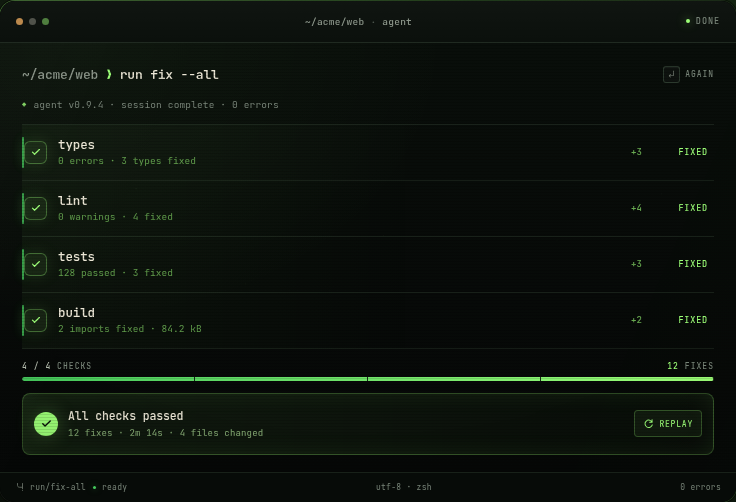 ~/acme/web · agent
DONE
~/acme/web ❯ run fix --all
↵ AGAIN
agent v0.9.4 · session complete · 0 errors
types
0 errors · 3 types fixed
+3 FIXED
lint
0 warnings · 4 fixed
+4 FIXED
tests
128 passed · 3 fixed
+3 FIXED
build
2 imports fixed · 84.2 kB
+2 FIXED
4 / 4 CHECKS
12 FIXES
All checks passed
12 fixes · 2m 14s · 4 files changed
REPLAY
run/fix-all • ready
utf-8 · zsh
0 errors